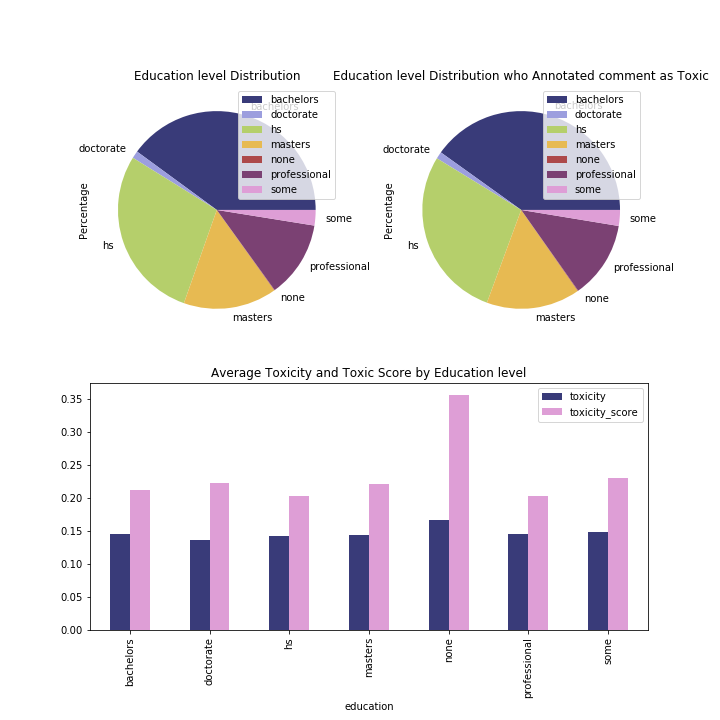 Education level Distribution
Education level Distribution who Annotated comment as Toxic
Percentage
bachelors
doctorate
hs
masters
none
professional
some
bachelors
doctorate
hs
masters
none
professional
some
Percentage
bachelors
doctorate
hs
masters
none
professional
some
bachelors
doctorate
hs
masters
none
professional
some
Average Toxicity and Toxic Score by Education level
toxicity
toxicity_score
0.35
0.30
0.25
0.20
0.15
0.10
0.05
0.00
bachelors
doctorate
hs
masters
none
professional
some
education